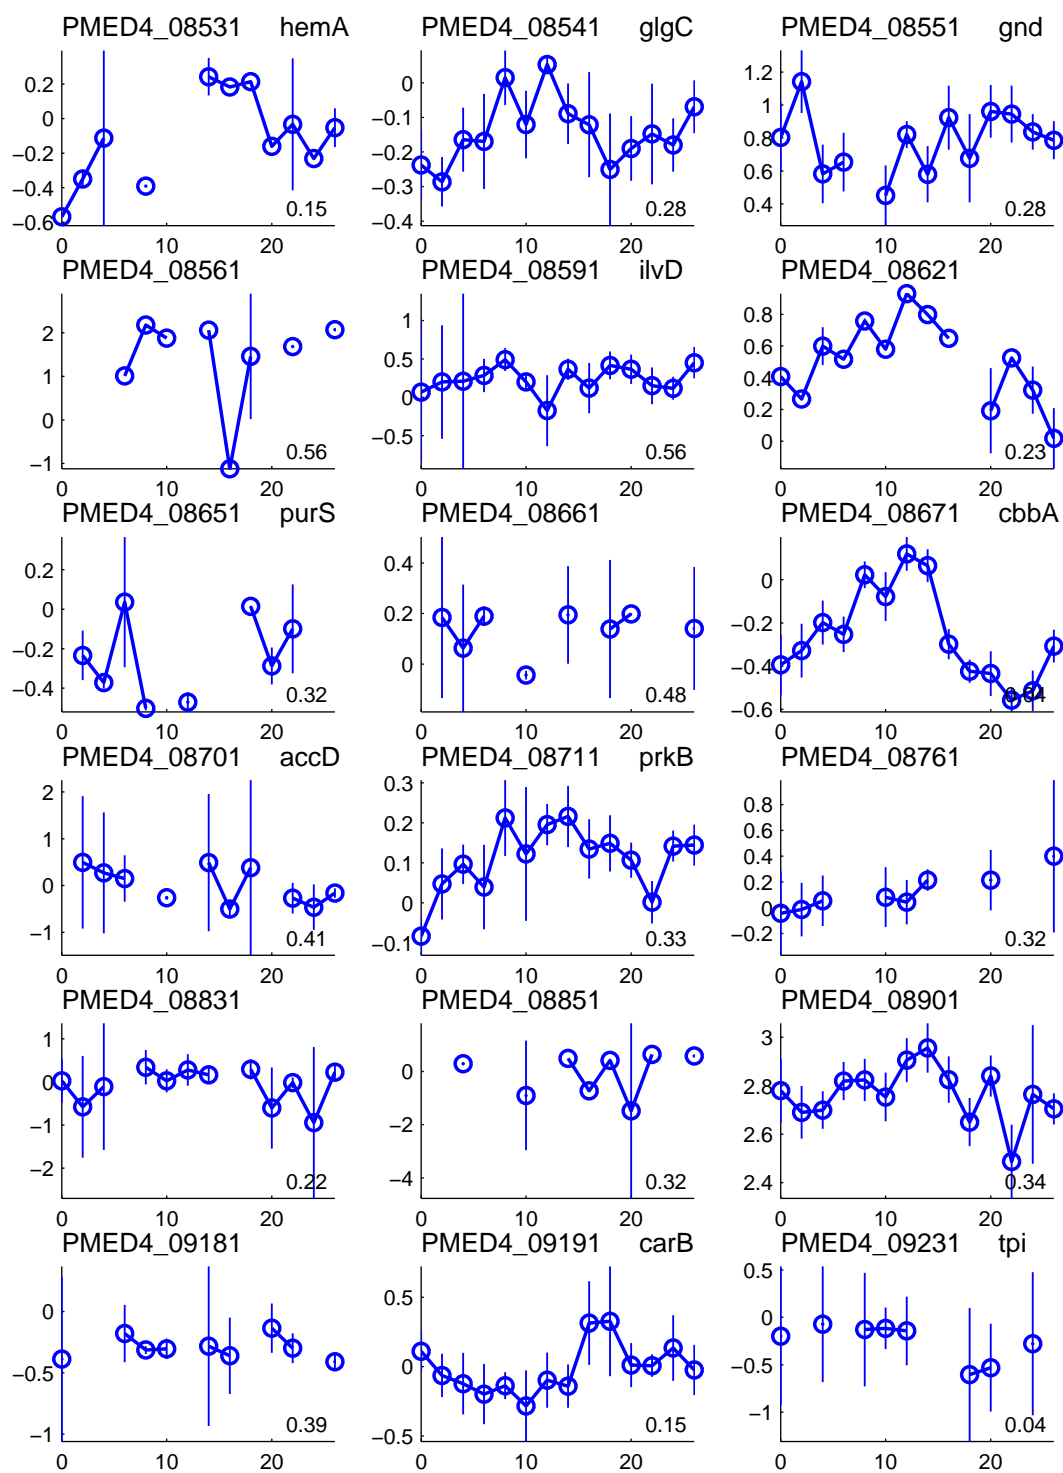 PMED4_08531 hemA PMED4_08541 glgC PMED4_08551 gnd
0.2 0 −0.2 −0.4 −0.6 0.15 0 10 20
0 −0.1 −0.2 −0.3 −0.4 0.28 0 10 20
1.2 1 0.8 0.6 0.4 0.28 0 10 20
PMED4_08561 PMED4_08591 ilvD PMED4_08621
2 1 0 −1 0.56 0 10 20
1 0.5 0 −0.5 0.56 0 10 20
0.8 0.6 0.4 0.2 0 0.23 0 10 20
PMED4_08651 purS PMED4_08661 PMED4_08671 cbbA
0.2 0 −0.2 −0.4 0.32 0 10 20
0.4 0.2 0 0.48 0 10 20
0 −0.2 −0.4 −0.6 0.04 0 10 20
PMED4_08701 accD PMED4_08711 prkB PMED4_08761
2 1 0 −1 0.41 0 10 20
0.3 0.2 0.1 0 −0.1 0.33 0 10 20
0.8 0.6 0.4 0.2 0 −0.2 0.32 0 10 20
PMED4_08831 PMED4_08851 PMED4_08901
1 0 −1 −2 0.22 0 10 20
0 −2 −4 0.32 0 10 20
3 2.8 2.6 2.4 0.34 0 10 20
PMED4_09181 PMED4_09191 carB PMED4_09231 tpi
0 −0.5 −1 0.39 0 10 20
0.5 0 −0.5 0.15 0 10 20
0.5 0 −0.5 −1 0.04 0 10 20